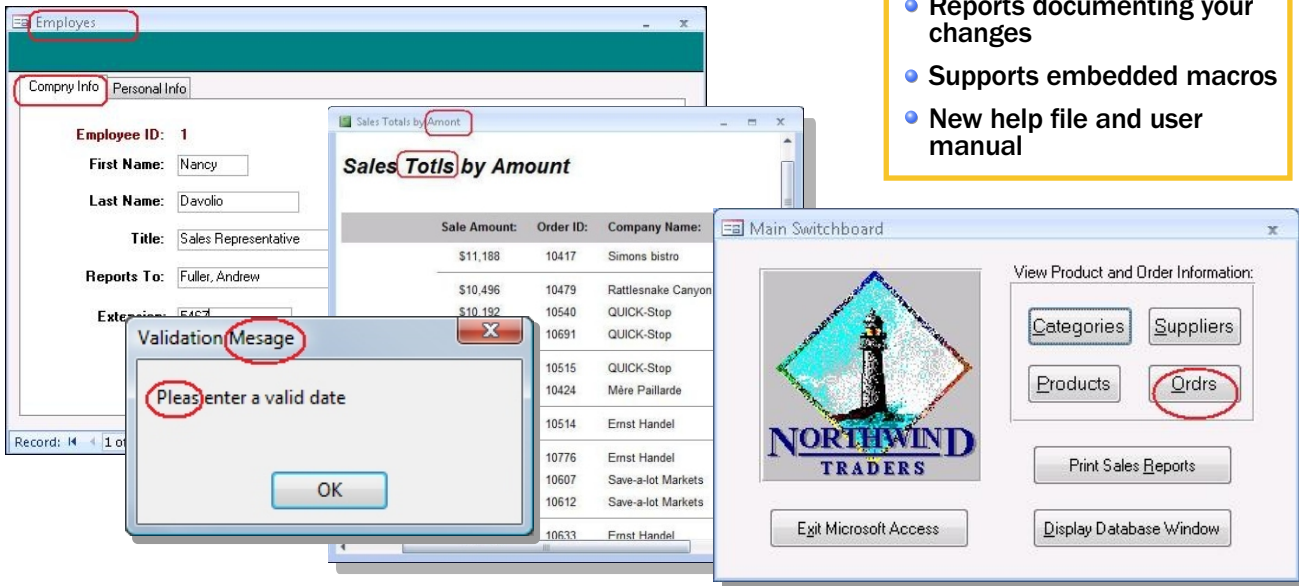 Employes
Compny Info Personal Info
Employee ID: 1
First Name: Nancy
Last Name: Davolio
Title: Sales Representative
Reports To: Fuller, Andrew
Record: 1
Sales Totals by Amont
Sales Totls by Amount
Sale Amount: Order ID: Company Name:
$11,188 10417 Simons bistro
$10,496 10479 Rattlesnake Canyon
$10,192 10540 QUICK-Stop
10691 QUICK-Stop
10515 QUICK-Stop
10424 Mère Paillarde
10514 Ernst Handel
10776 Ernst Handel
10607 Save-a-lot Markets
10612 Save-a-lot Markets
10633 Ernst Handel
Validation Mesage
Pleas enter a valid date
OK
Reports documenting your
changes
Supports embedded macros
New help file and user
manual
Main Switchboard
View Product and Order Information:
Categories Suppliers
Products Ordrs
NORTHWIND
TRADERS
Print Sales Reports
Exit Microsoft Access Display Database Window